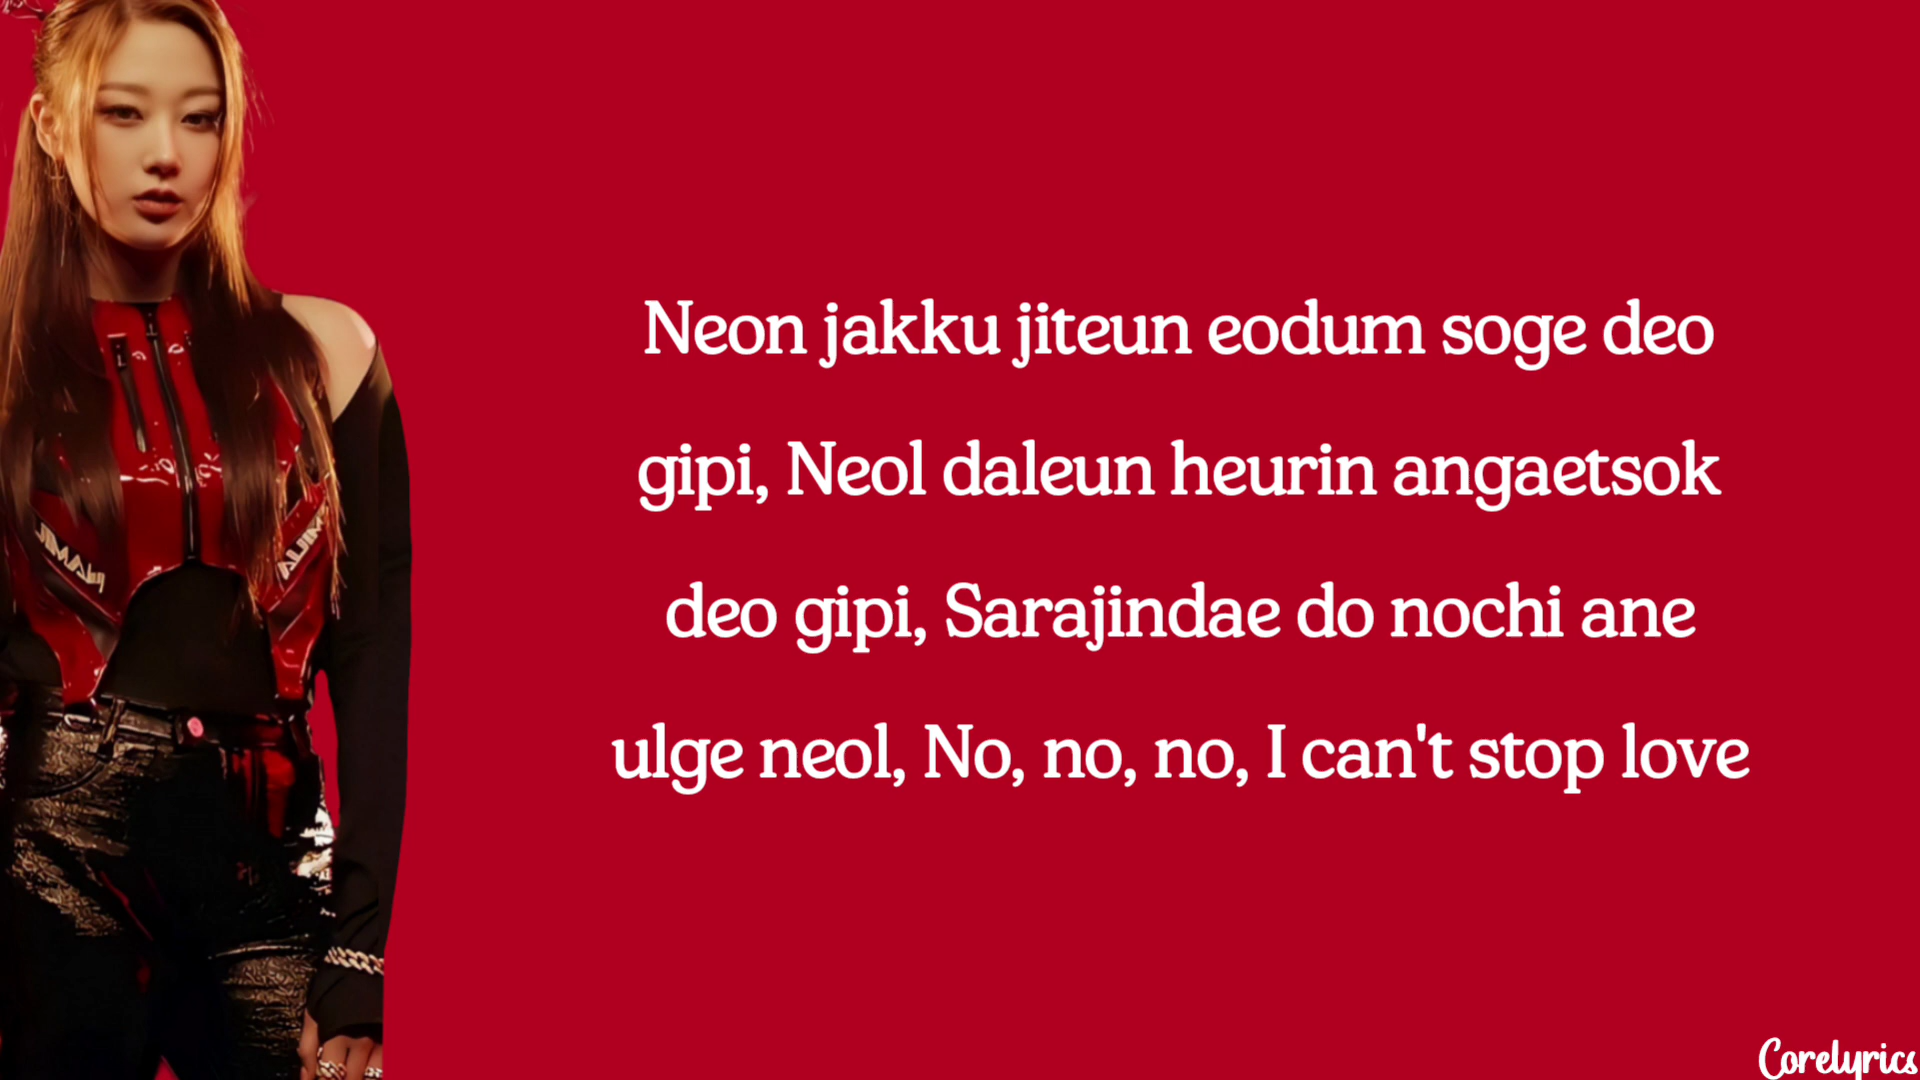 Neon jakku jiteun eodum soge deo
gipi, Neol daleun heurin angaetsok
deo gipi, Sarajindae do nochi ane
ulge neol, No, no, no, I can't stop love
Corelyrics